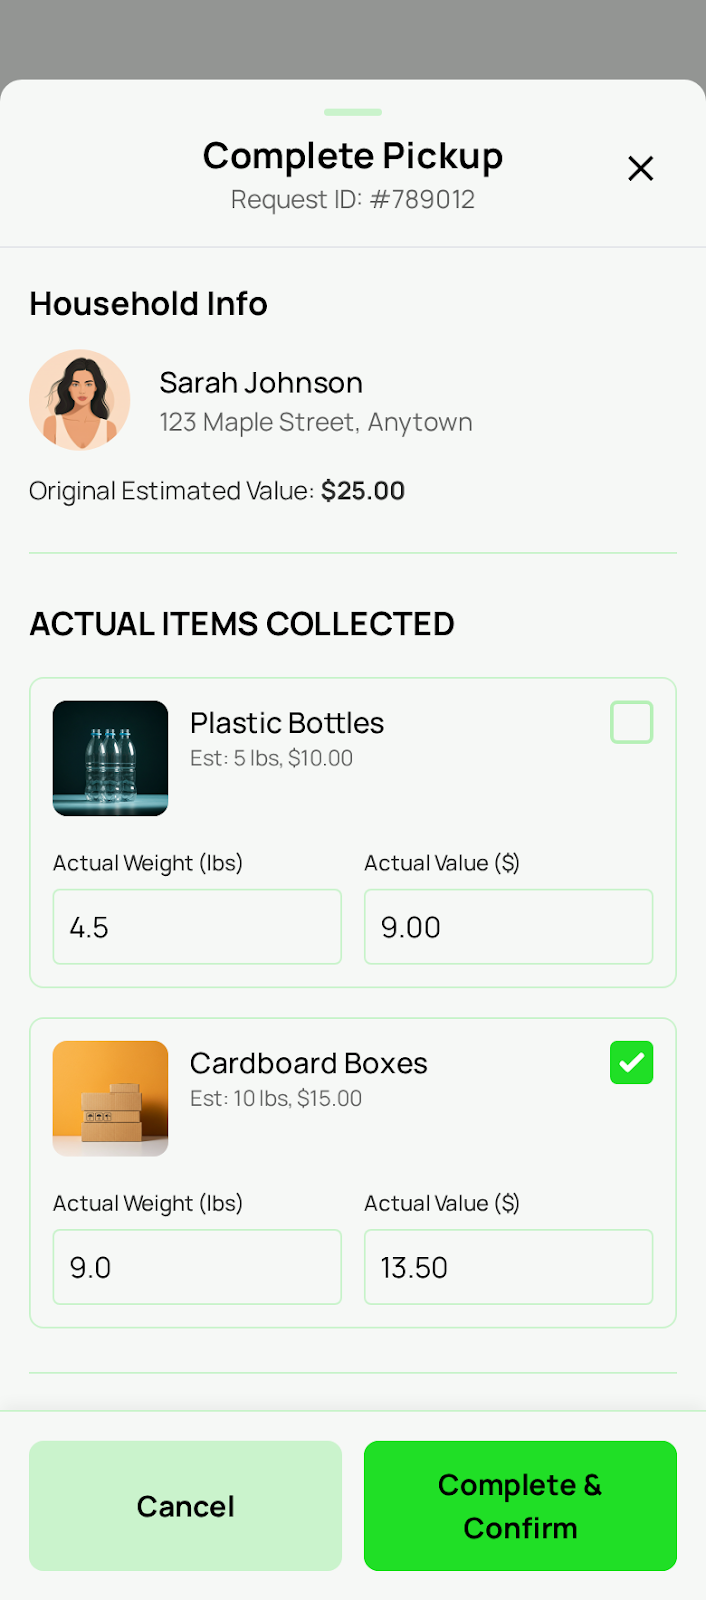 Complete Pickup
Request ID: #789012
Household Info
Sarah Johnson
123 Maple Street, Anytown
Original Estimated Value: $25.00
ACTUAL ITEMS COLLECTED
Plastic Bottles
Est: 5 lbs, $10.00
Actual Weight (lbs)
Actual Value ($)
4.5
9.00
Cardboard Boxes
Est: 10 lbs, $15.00
Actual Weight (lbs)
Actual Value ($)
9.0
13.50
Cancel
Complete &
Confirm